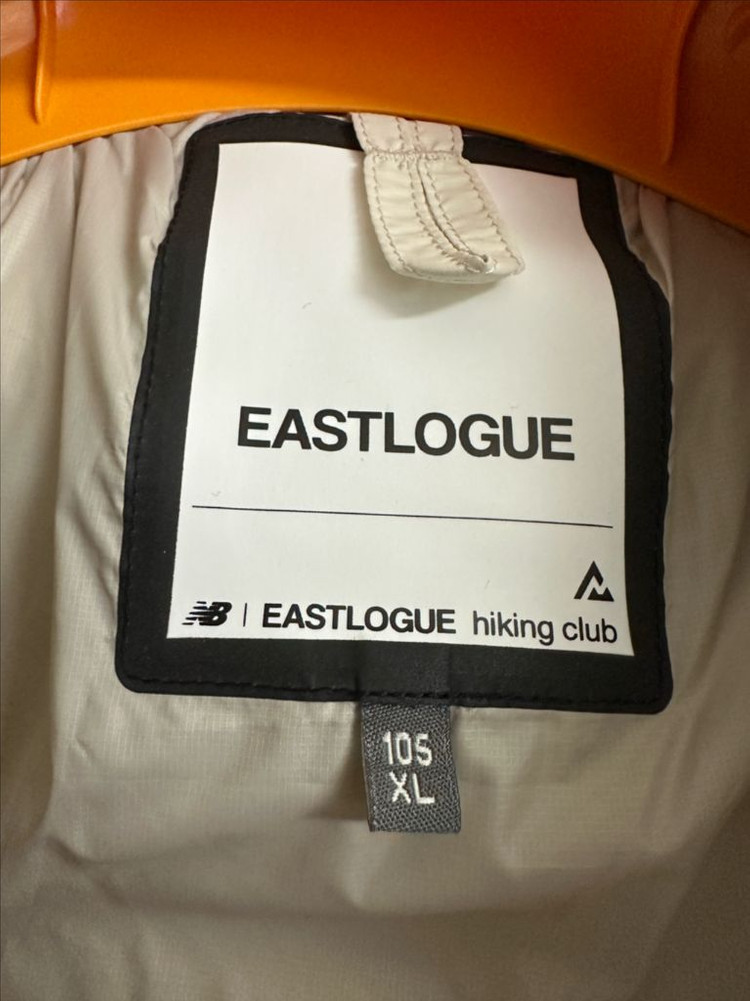 EASTLOGUE
NB | EASTLOGUE hiking club
105
XL